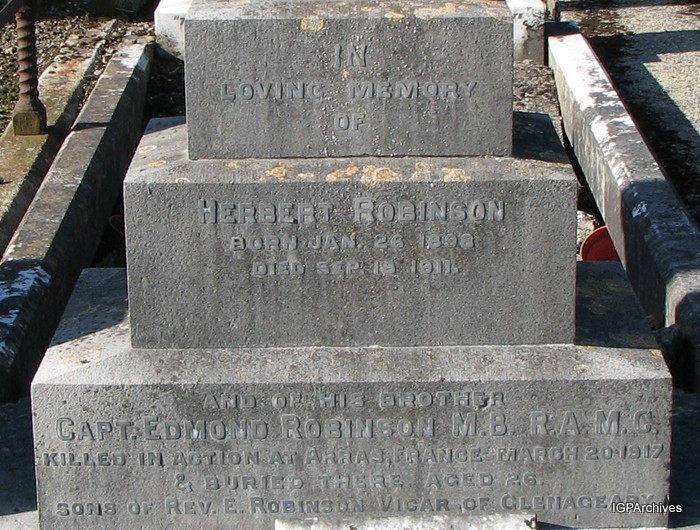 IN
LOVING MEMORY
OF
HERBERT ROBINSON
BORN JAN. 26 1893
DIED SEP. 19 1911.
AND OF HIS BROTHER
CAPT. EDMOND ROBINSON M.B. R.A.M.C.
KILLED IN ACTION AT ARRAS, FRANCE MARCH 20 1917
& BURIED THERE AGED 26.
SONS OF REV. E. ROBINSON VICAR OF GLENAGEARY
IGPArchives